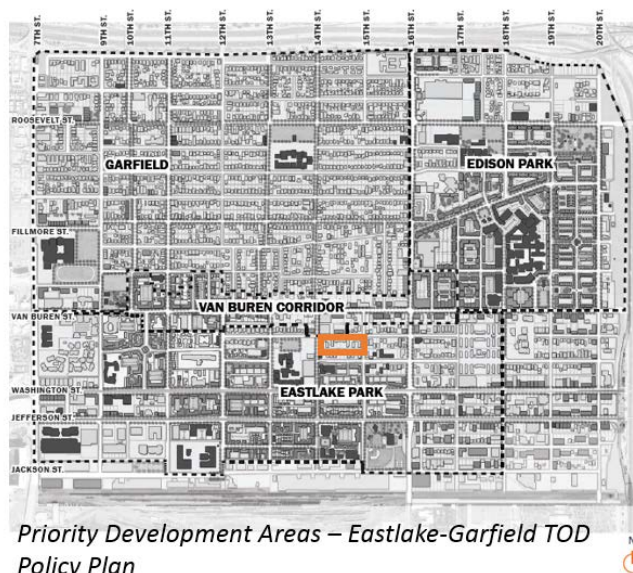 7TH ST.
9TH ST.
10TH ST.
11TH ST.
12TH ST.
13TH ST.
14TH ST.
15TH ST.
16TH ST.
17TH ST.
18TH ST.
19TH ST.
20TH ST.
ROOSEVELT ST.
GARFIELD
EDISON PARK
FILLMORE ST.
VAN BUREN CORRIDOR
VAN BUREN ST.
WASHINGTON ST.
EASTLAKE PARK
JEFFERSON ST.
JACKSON ST.
Priority Development Areas – Eastlake-Garfield TOD
Policy Plan
N